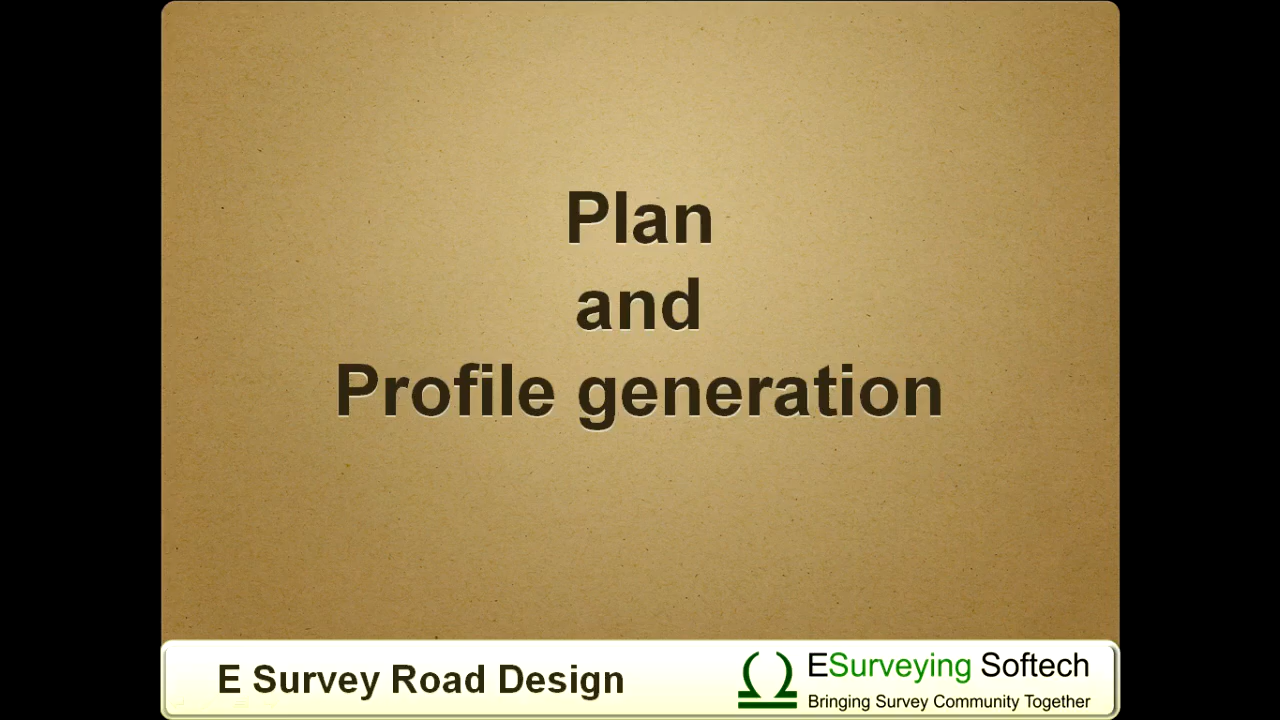 Plan
and
Profile generation
E Survey Road Design
ESurveying Softech
Bringing Survey Community Together